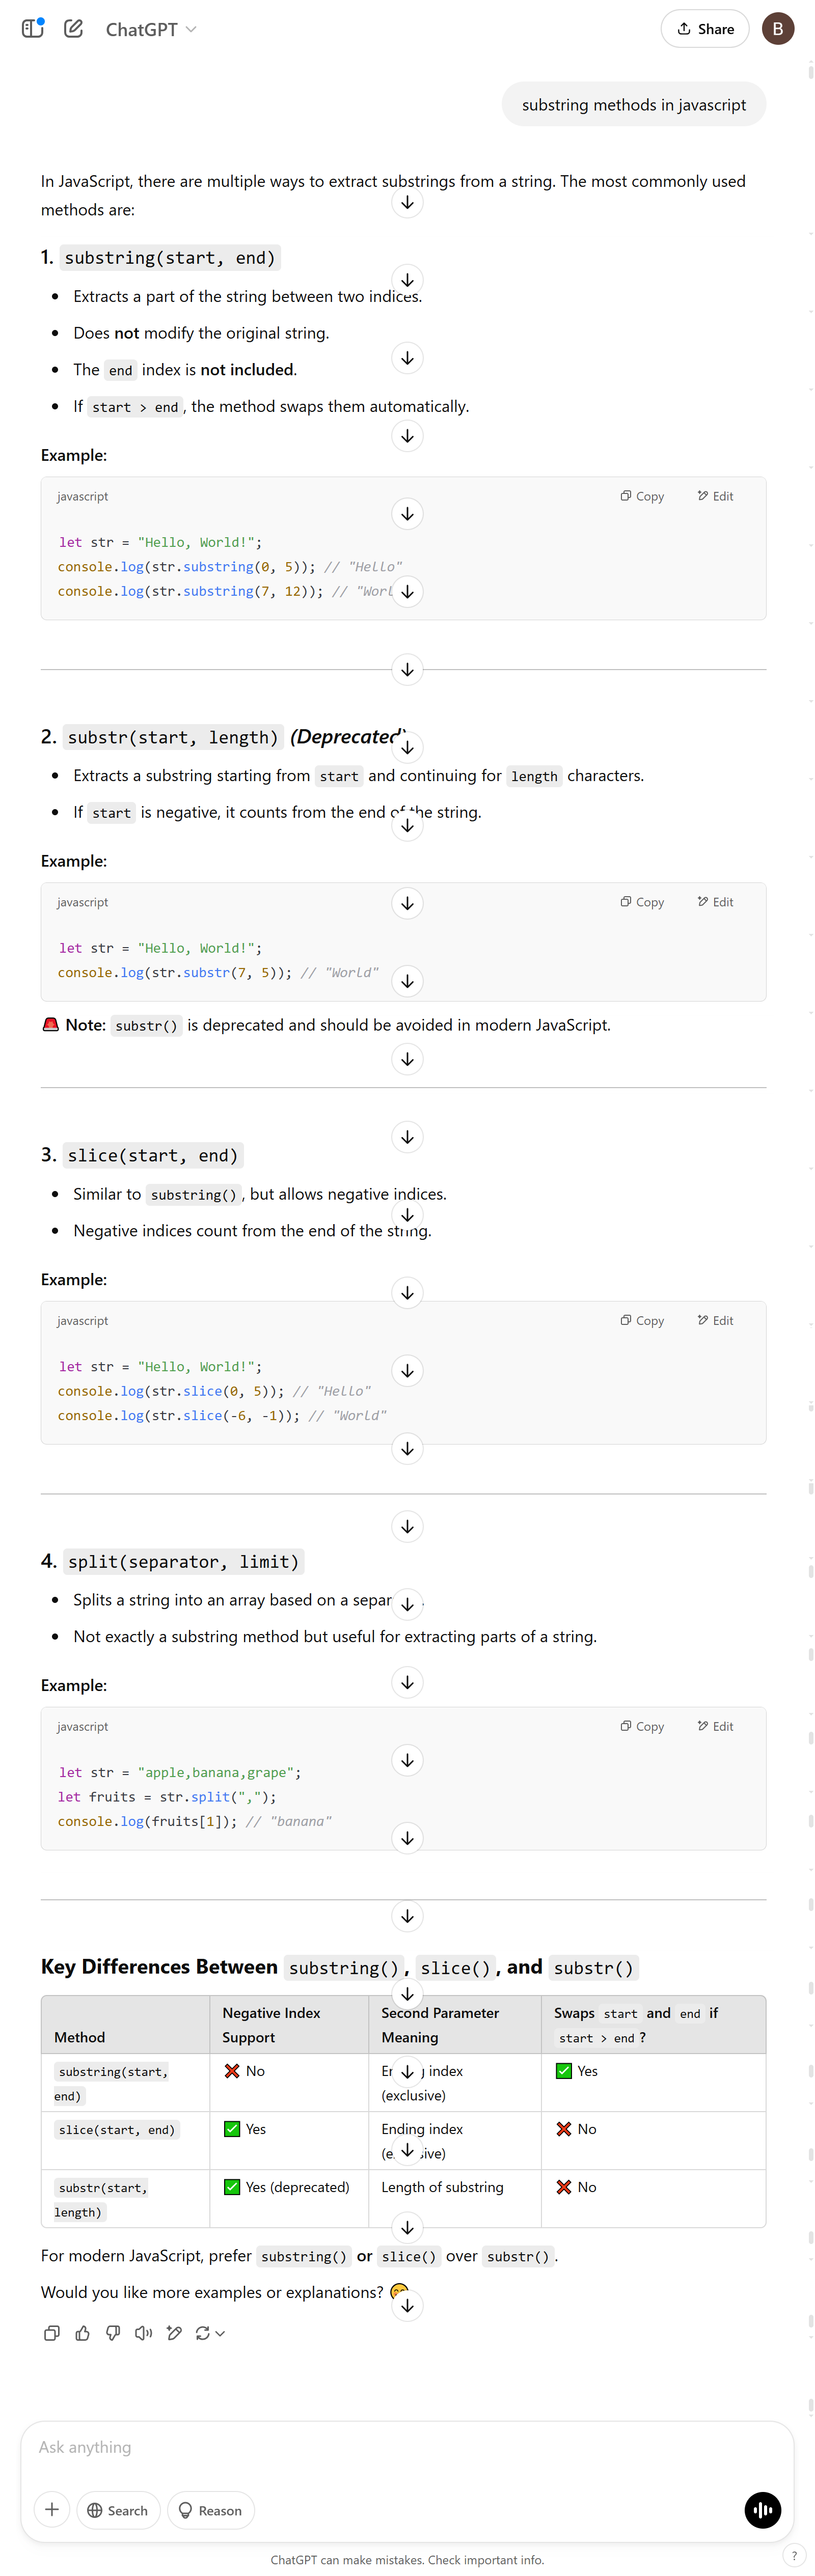 ChatGPT
Share
B
substring methods in javascript
In JavaScript, there are multiple ways to extract substrings from a string. The most commonly used
methods are:
1. substring(start, end)
Extracts a part of the string between two indices.
Does not modify the original string.
The end index is not included.
If start > end, the method swaps them automatically.
Example:
javascript
Copy
Edit
let str = "Hello, World!";
console.log(str.substring(0, 5)); // "Hello"
console.log(str.substring(7, 12)); //
2. substr(start, length) (Deprecated)
Extracts a substring starting from start and continuing for length characters.
If start is negative, it counts from the end of the string.
Example:
javascript
Copy
Edit
let str = "Hello, World!";
console.log(str.substr(7, 5)); // "World"
Note: substr() is deprecated and should be avoided in modern JavaScript.
3. slice(start, end)
Similar to substring(), but allows negative indices.
Negative indices count from the end of the string.
Example:
javascript
Copy
Edit
let str = "Hello, World!";
console.log(str.slice(0, 5)); // "Hello"
console.log(str.slice(-6, -1)); // "World"
4. split(separator, limit)
Splits a string into an array based on a
Not exactly a substring method but useful for extracting parts of a string.
Example:
javascript
Copy
Edit
let str = "apple,banana,grape";
let fruits = str.split(",");
console.log(fruits[1]); // "banana"
Key Differences Between substring(), slice(), and substr()
Method
Negative Index
Support
Second Parameter
Meaning
Swaps start and end if
start > end?
substring(start,
end)
No
index
(exclusive)
Yes
slice(start, end)
Yes
Ending index
No
substr(start,
length)
Yes (deprecated)
Length of substring
No
For modern JavaScript, prefer substring() or slice() over substr().
Would you like more examples or explanations?
Ask anything
Search
Reason
ChatGPT can make mistakes. Check important info.
?